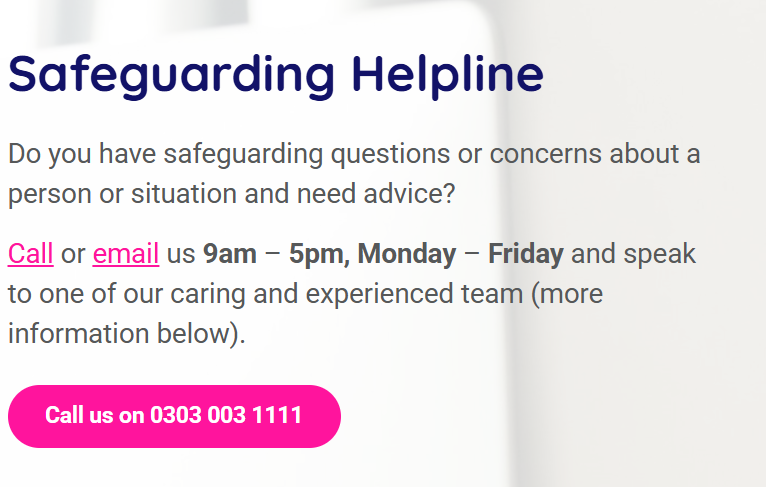 Safeguarding Helpline
Do you have safeguarding questions or concerns about a
person or situation and need advice?
Call or email us 9am – 5pm, Monday – Friday and speak
to one of our caring and experienced team (more
information below).
Call us on 0303 003 1111